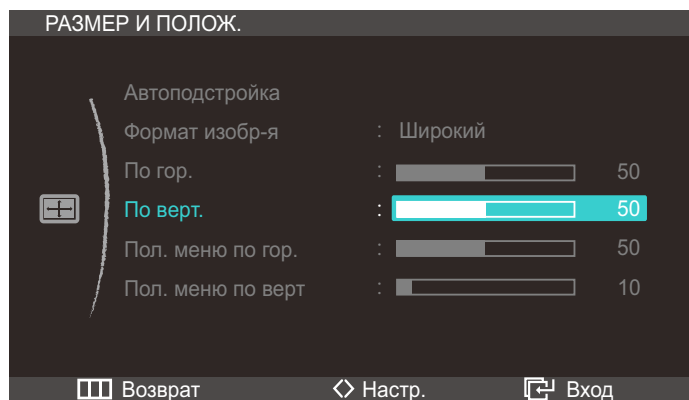 РАЗМЕР И ПОЛОЖ.
Автоподстройка
Формат изобр-я : Широкий
По гор. : 50
По верт. : 50
Пол. меню по гор. : 50
Пол. меню по верт : 10
Возврат Настр. Вход